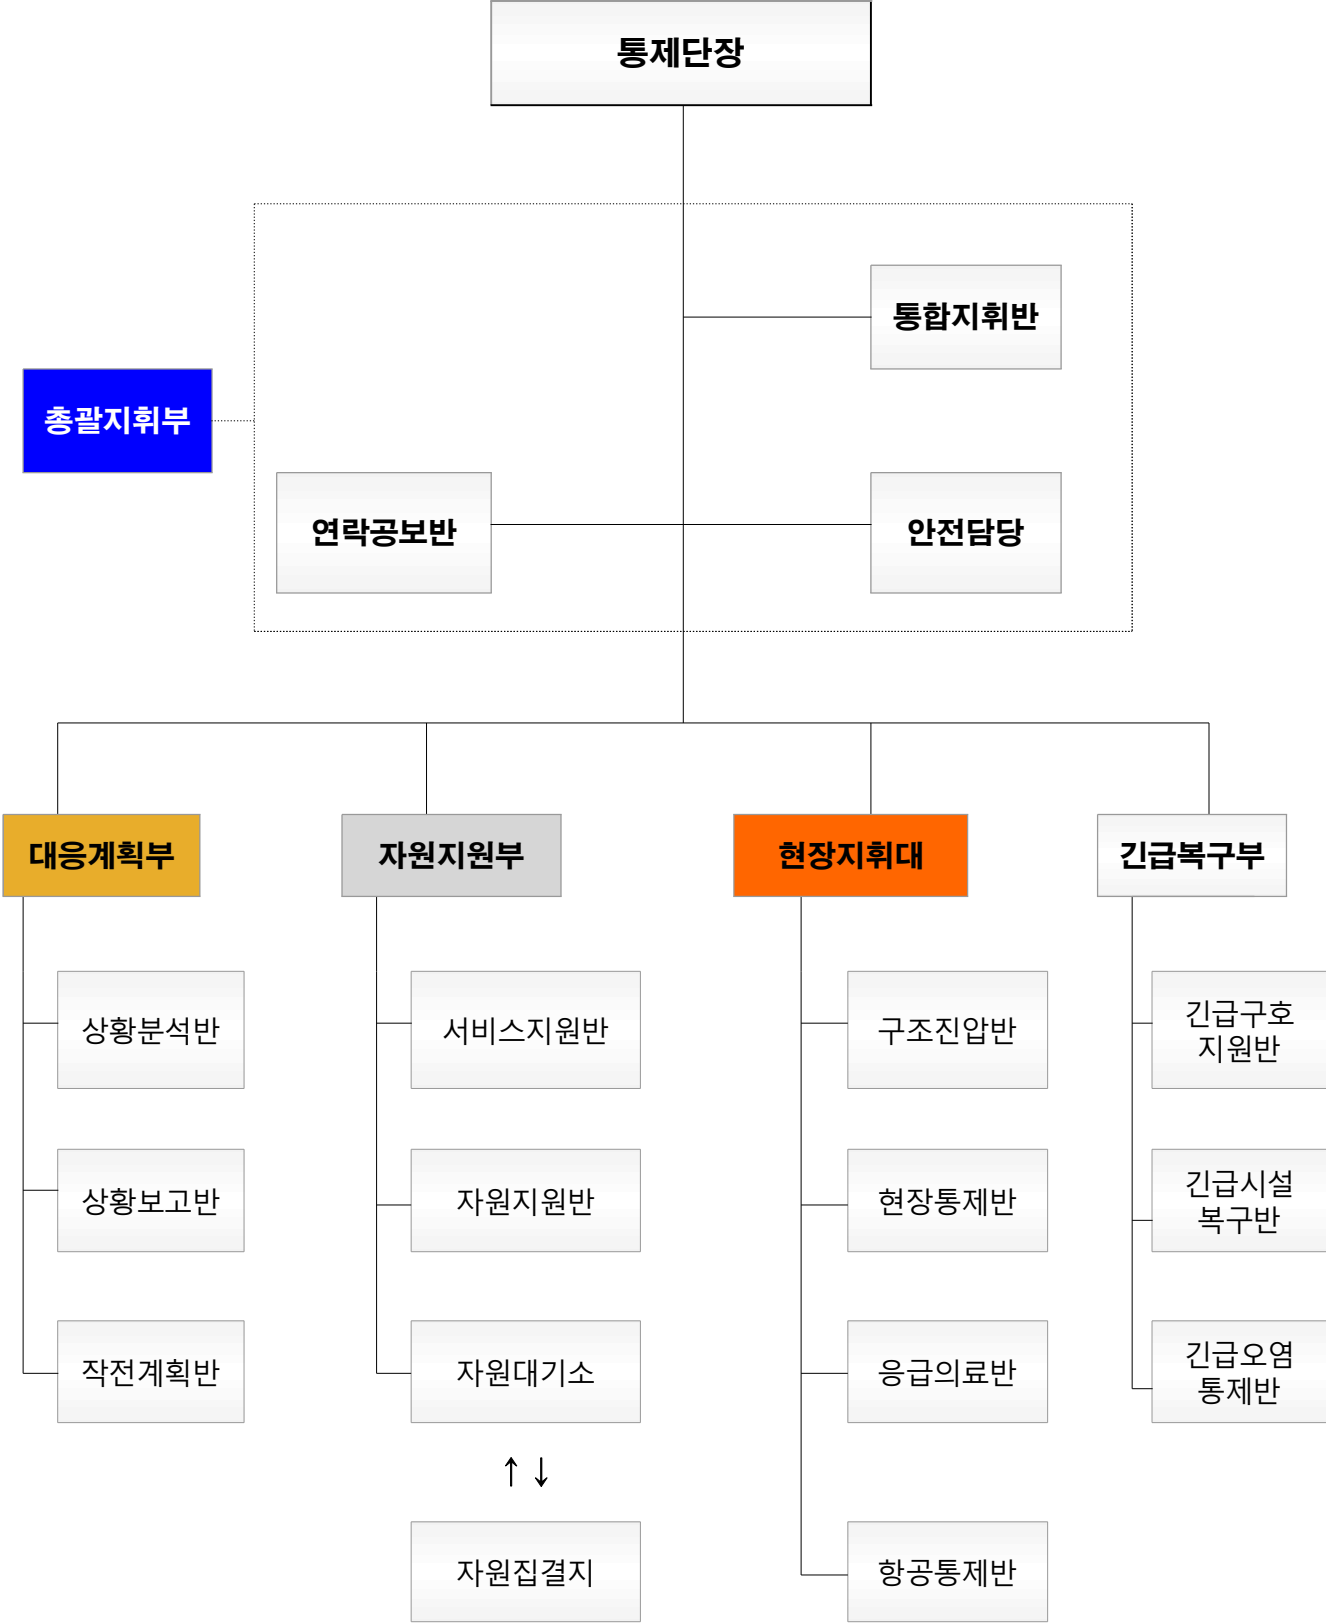 통제단장
통합지휘반
총괄지휘부
연락공보반
안전담당
대응계획부
자원지원부
현장지휘대
긴급복구부
상황분석반
서비스지원반
구조진압반
긴급구호
지원반
상황보고반
자원지원반
현장통제반
긴급시설
복구반
작전계획반
자원대기소
응급의료반
긴급오염
통제반
↑ ↓
자원집결지
항공통제반